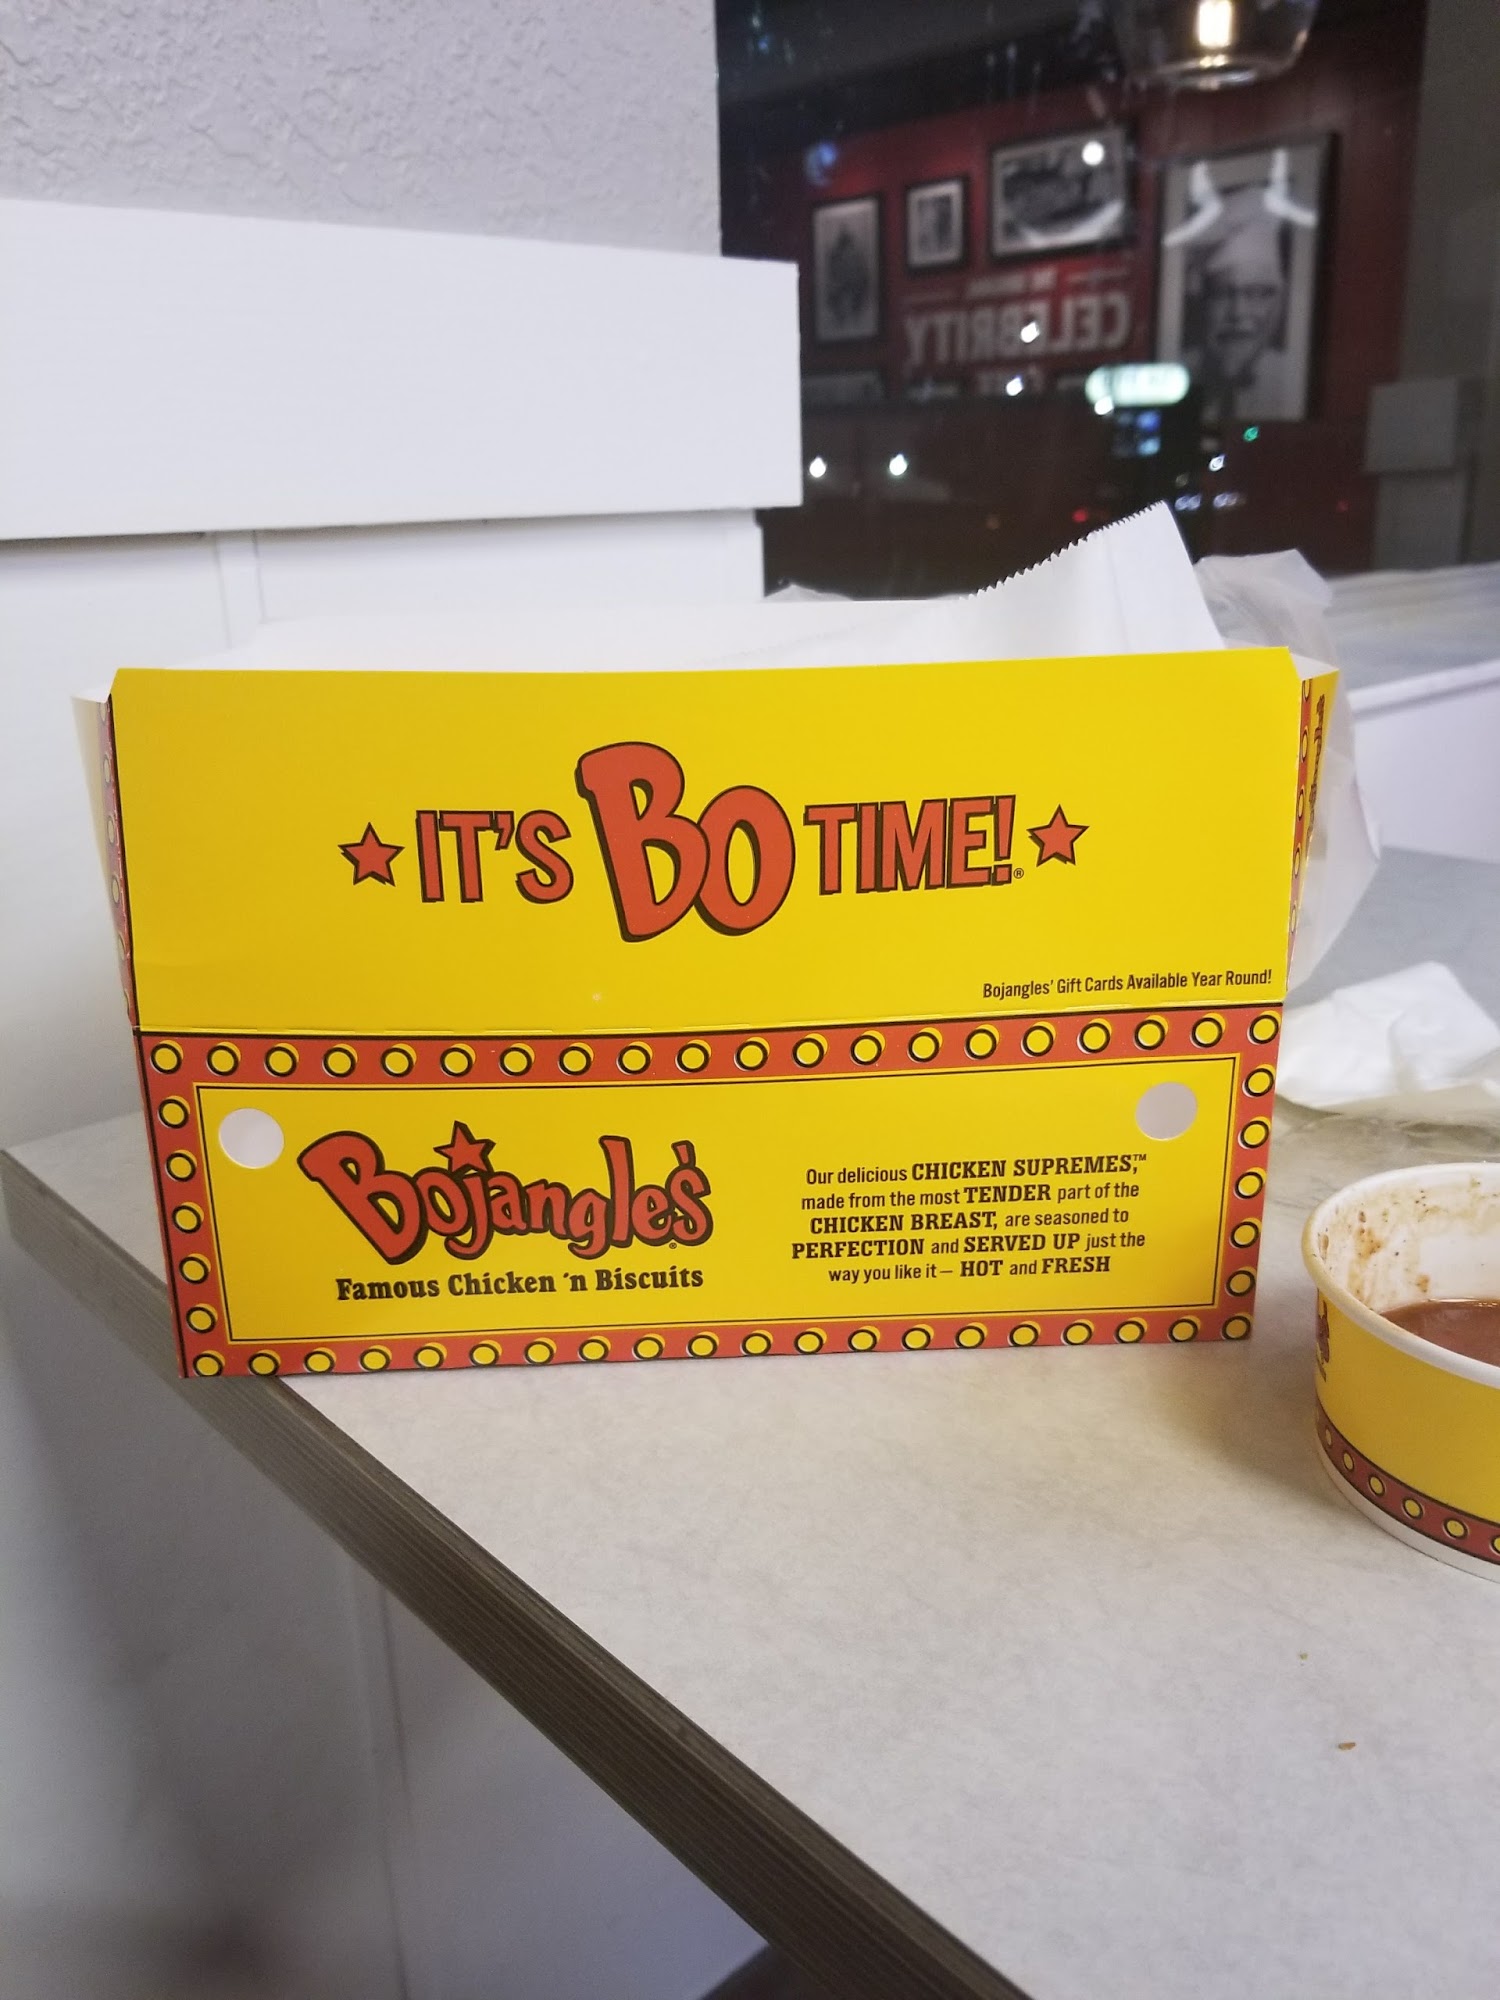 CELEBRITY
IT'S BO TIME!®
Bojangles' Gift Cards Available Year Round!
Bojangles'®
Famous Chicken 'n Biscuits
Our delicious CHICKEN SUPREMES,™
made from the most TENDER part of the
CHICKEN BREAST, are seasoned to
PERFECTION and SERVED UP just the
way you like it — HOT and FRESH